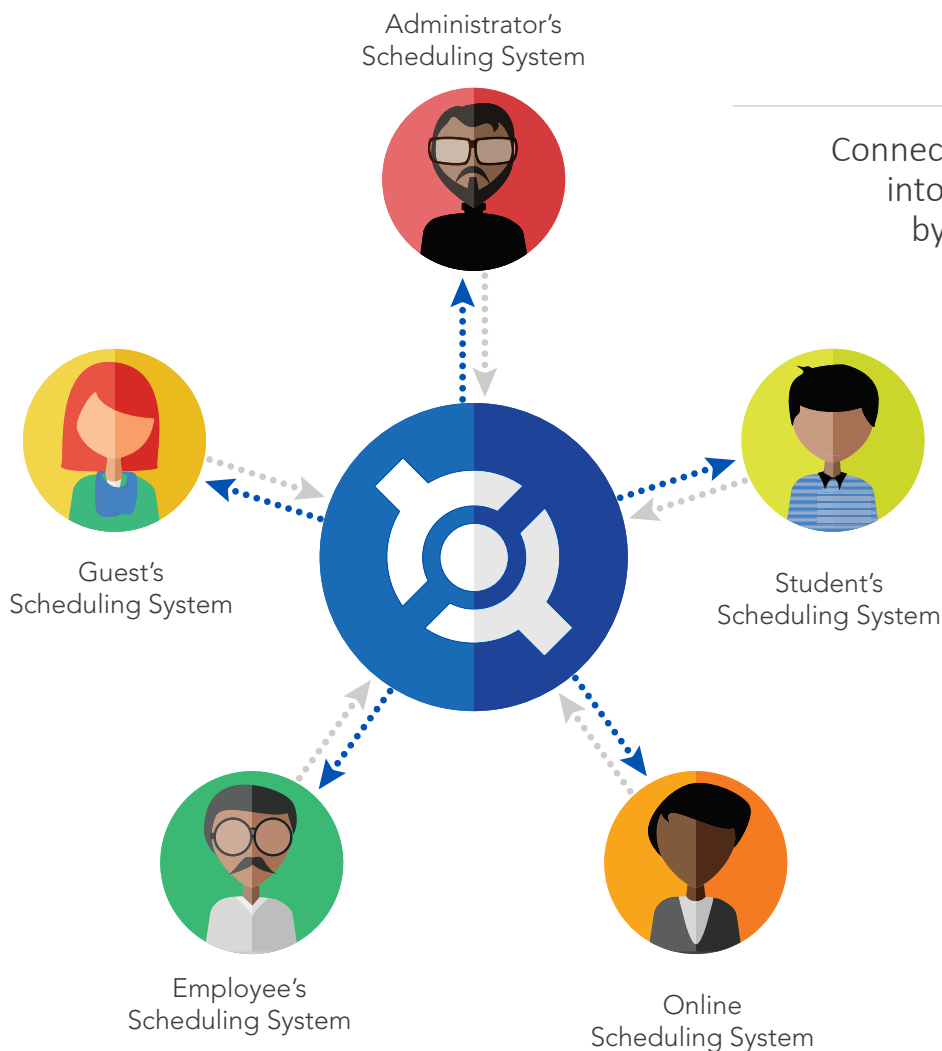 Administrator’s
Scheduling System
Connec
into
by
Guest’s
Scheduling System
Student’s
Scheduling System
Employee’s
Scheduling System
Online
Scheduling System